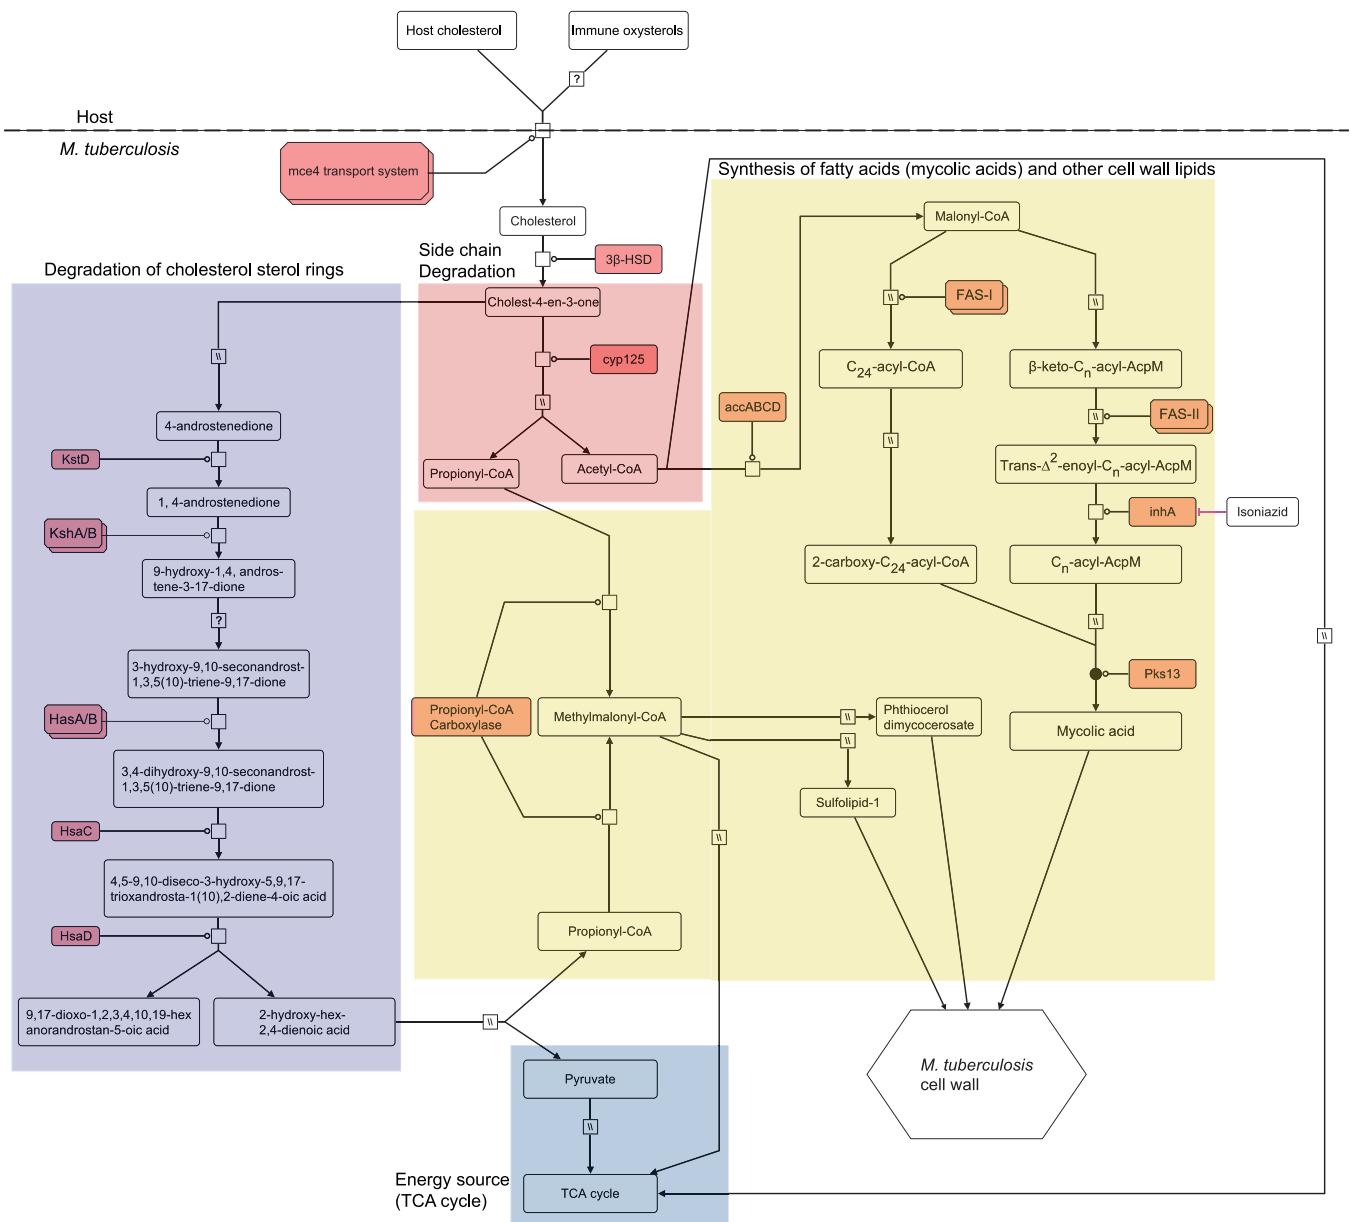 Host cholesterol
Immune oxysterols
?
Host
M. tuberculosis
mce4 transport system
Synthesis of fatty acids (mycolic acids) and other cell wall lipids
Cholesterol
Malonyl-CoA
Side chain
Degradation
3β-HSD
Degradation of cholesterol sterol rings
Cholest-4-en-3-one
\\
FAS-I
\\
\\
cyp125
C24-acyl-CoA
β-keto-Cn-acyl-AcpM
\\
accABCD
\\
FAS-II
4-androstenedione
\\
KstD
Propionyl-CoA
Acetyl-CoA
Trans-Δ2-enoyl-Cn-acyl-AcpM
1, 4-androstenedione
inhA
Isoniazid
KshA/B
9-hydroxy-1,4, andros-
tene-3-17-dione
2-carboxy-C24-acyl-CoA
Cn-acyl-AcpM
?
\\
\\
3-hydroxy-9,10-seconandrost-
1,3,5(10)-triene-9,17-dione
Pks13
HasA/B
Propionyl-CoA
Carboxylase
Methylmalonyl-CoA
\\
Phthiocerol
dimycocerosate
Mycolic acid
\\
3,4-dihydroxy-9,10-seconandrost-
1,3,5(10)-triene-9,17-dione
Sulfolipid-1
HsaC
\\
4,5-9,10-diseco-3-hydroxy-5,9,17-
trioxandrosta-1(10),2-diene-4-oic acid
HsaD
Propionyl-CoA
9,17-dioxo-1,2,3,4,10,19-hex
anorandrostan-5-oic acid
2-hydroxy-hex-
2,4-dienoic acid
\\
M. tuberculosis
cell wall
Pyruvate
\\
Energy source
(TCA cycle)
TCA cycle